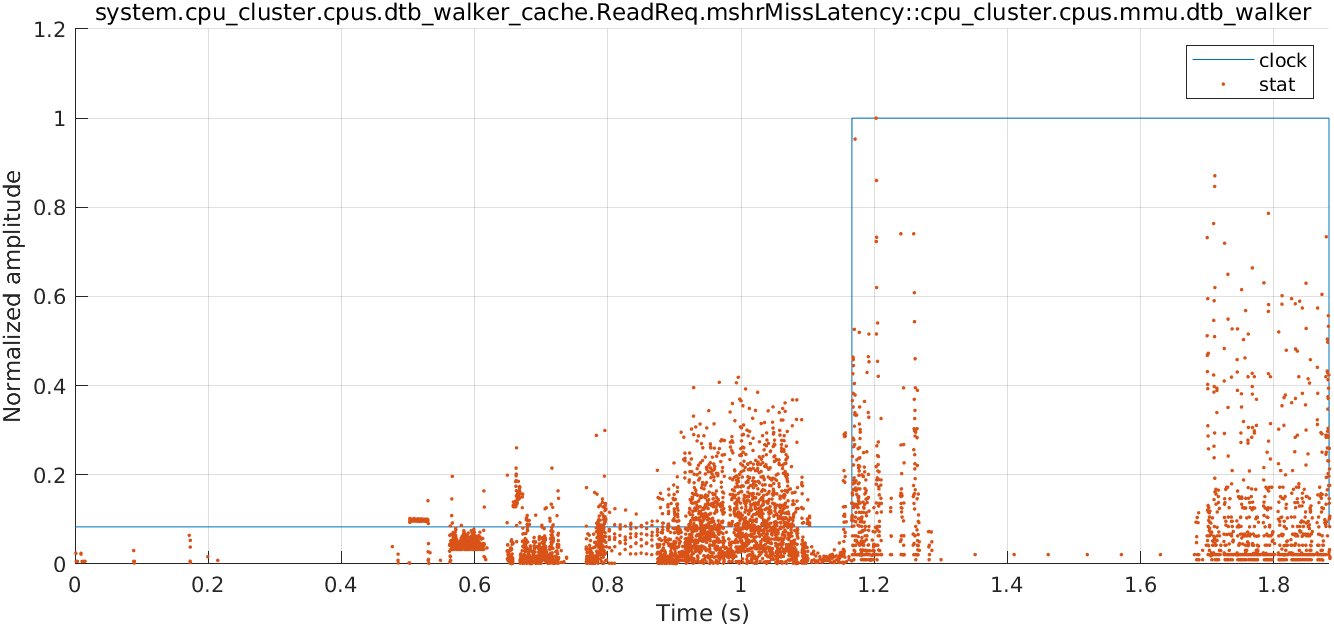 system.cpu_cluster.cpus.dtb_walker_cache.ReadReq.mshrMissLatency::cpu_cluster.cpus.mmu.dtb_walker
1.2
1
0.8
0.6
0.4
0.2
0
Normalized amplitude
clock
stat
0 0.2 0.4 0.6 0.8 1 1.2 1.4 1.6 1.8
Time (s)